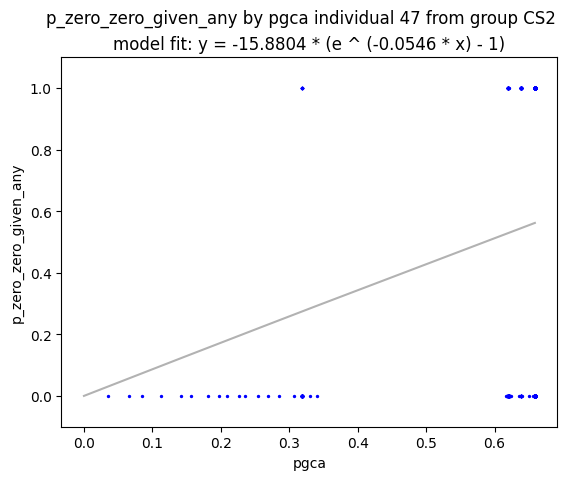 p_zero_zero_given_any by pgca individual 47 from group CS2
model fit: y = -15.8804 * (e ^ (-0.0546 * x) - 1)
1.0
0.8
0.6
0.4
0.2
0.0
p_zero_zero_given_any
0.0 0.1 0.2 0.3 0.4 0.5 0.6
pgca